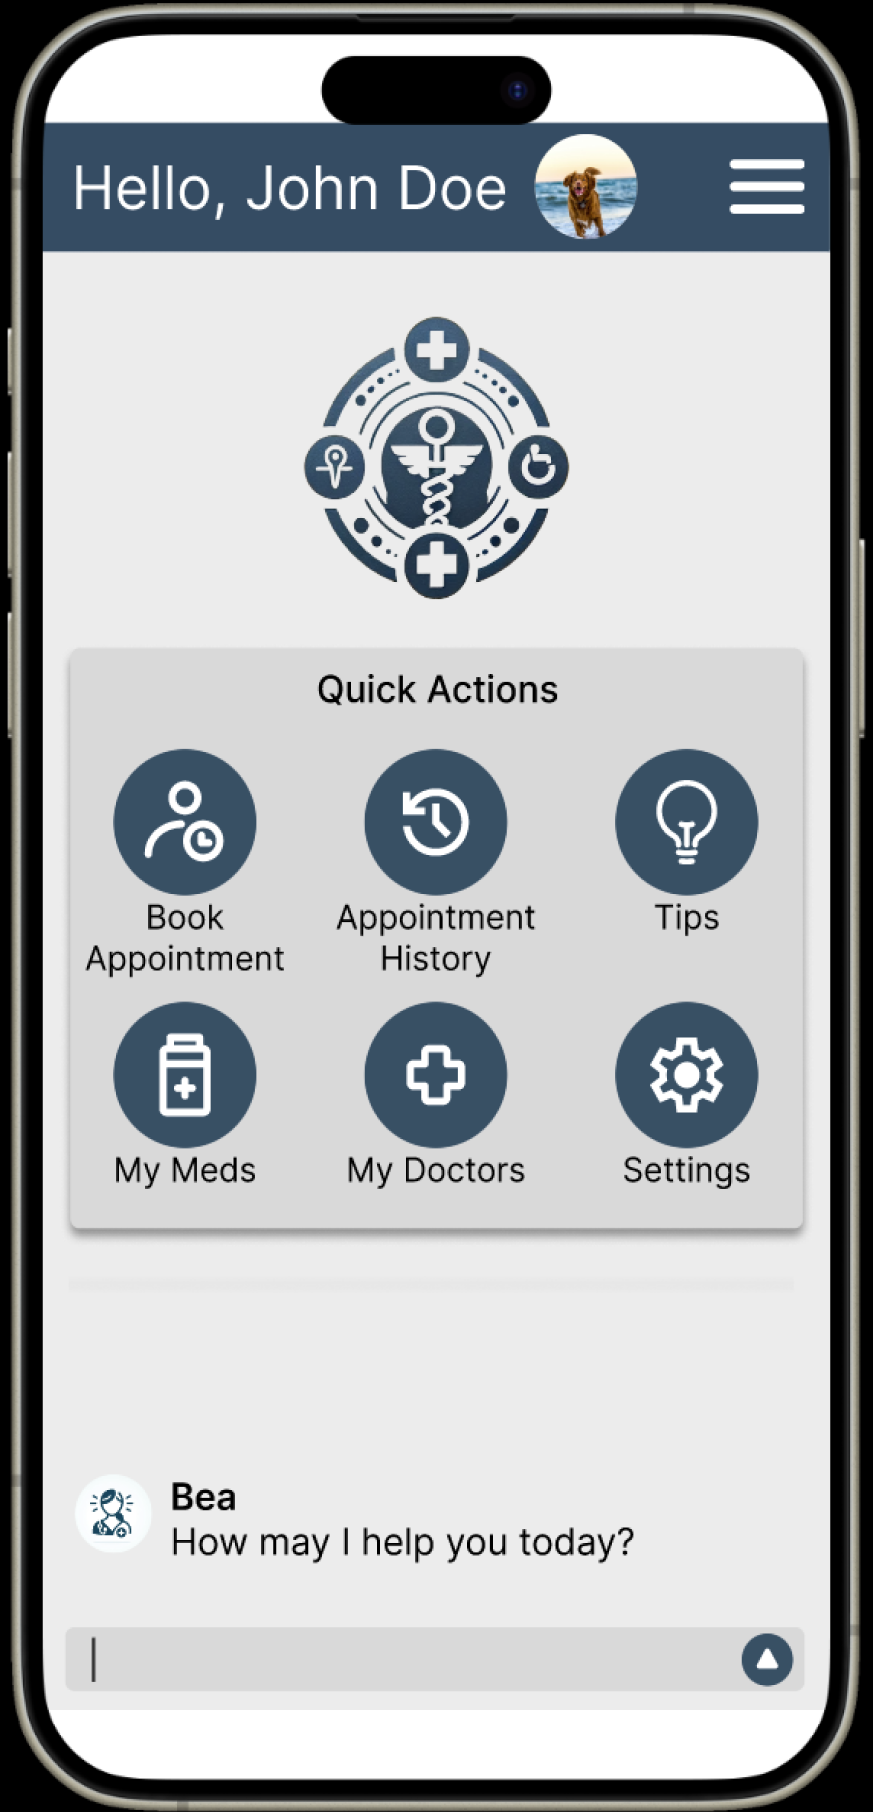 Hello, John Doe
Quick Actions
Book
Appointment
Appointment
History
Tips
My Meds
My Doctors
Settings
Bea
How may I help you today?